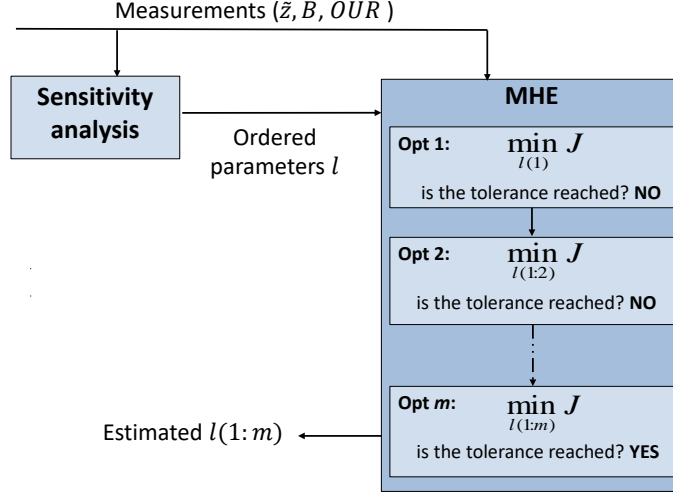 Measurements (z̃, B, OUR )
Sensitivity
analysis
Ordered
parameters l
MHE
Opt 1: min J
l(1)
is the tolerance reached? NO
Opt 2: min J
l(1:2)
is the tolerance reached? NO
Opt m: min J
l(1:m)
is the tolerance reached? YES
Estimated l(1:m)